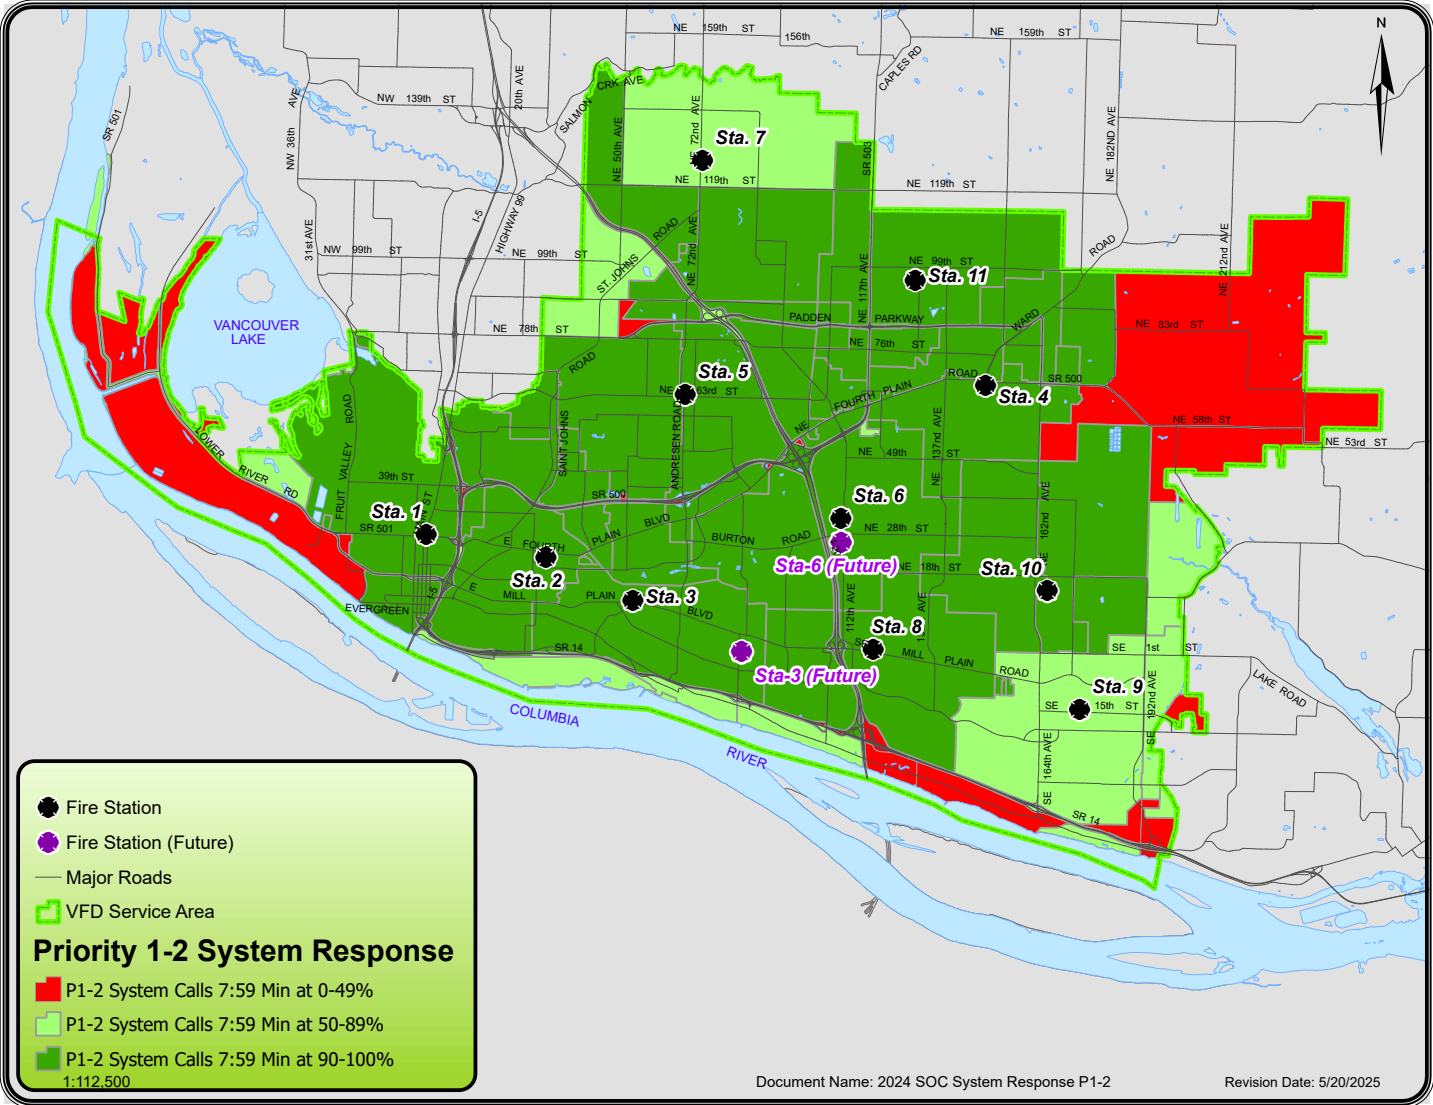 N
NE 159th ST
156th
NE 159th ST
CAPLES RD
20th AVE
NW 139th ST
NW 36th AVE
SR 501
SALMON CRK AVE
NE 50th AVE
NE 72nd AVE
Sta. 7
SR 503
NE 182ND AVE
NE 119th ST
NE 119th ST
I-5
HIGHWAY 99
31st AVE
NW 99th ST
NE 99th ST
ST. JOHNS ROAD
NE 72nd AVE
NE 117th AVE
NE 99th ST
Sta. 11
WARD ROAD
NE 212nd AVE
VANCOUVER
LAKE
NE 78th ST
PADDEN PARKWAY
NE 83rd ST
NE 76th ST
ROAD
Sta. 5
NE 63rd ST
NE FOURTH PLAIN ROAD
SR 500
Sta. 4
NE 58th ST
NE 53rd ST
FRUIT VALLEY ROAD
SAINT JOHNS
ANDRESEN ROAD
NE 137nd AVE
NE 49th ST
LOWER RIVER RD
39th ST
SR 500
NE 162nd AVE
Sta. 1
SR 501
Sta. 6
NE 28th ST
E FOURTH PLAIN BLVD
BURTON ROAD
Sta-6 (Future)
NE 18th ST
Sta. 10
Sta. 2
I-5
E MILL PLAIN BLVD
Sta. 3
EVERGREEN
112th AVE
AVE
Sta. 8
SE MILL PLAIN ROAD
SE 1st ST
SR 14
Sta-3 (Future)
Sta. 9
SE 15th ST
SE 192nd AVE
LAKE ROAD
SE 164th AVE
SR 14
COLUMBIA
RIVER
Fire Station
Fire Station (Future)
Major Roads
VFD Service Area
Priority 1-2 System Response
P1-2 System Calls 7:59 Min at 0-49%
P1-2 System Calls 7:59 Min at 50-89%
P1-2 System Calls 7:59 Min at 90-100%
1:112,500
Document Name: 2024 SOC System Response P1-2
Revision Date: 5/20/2025